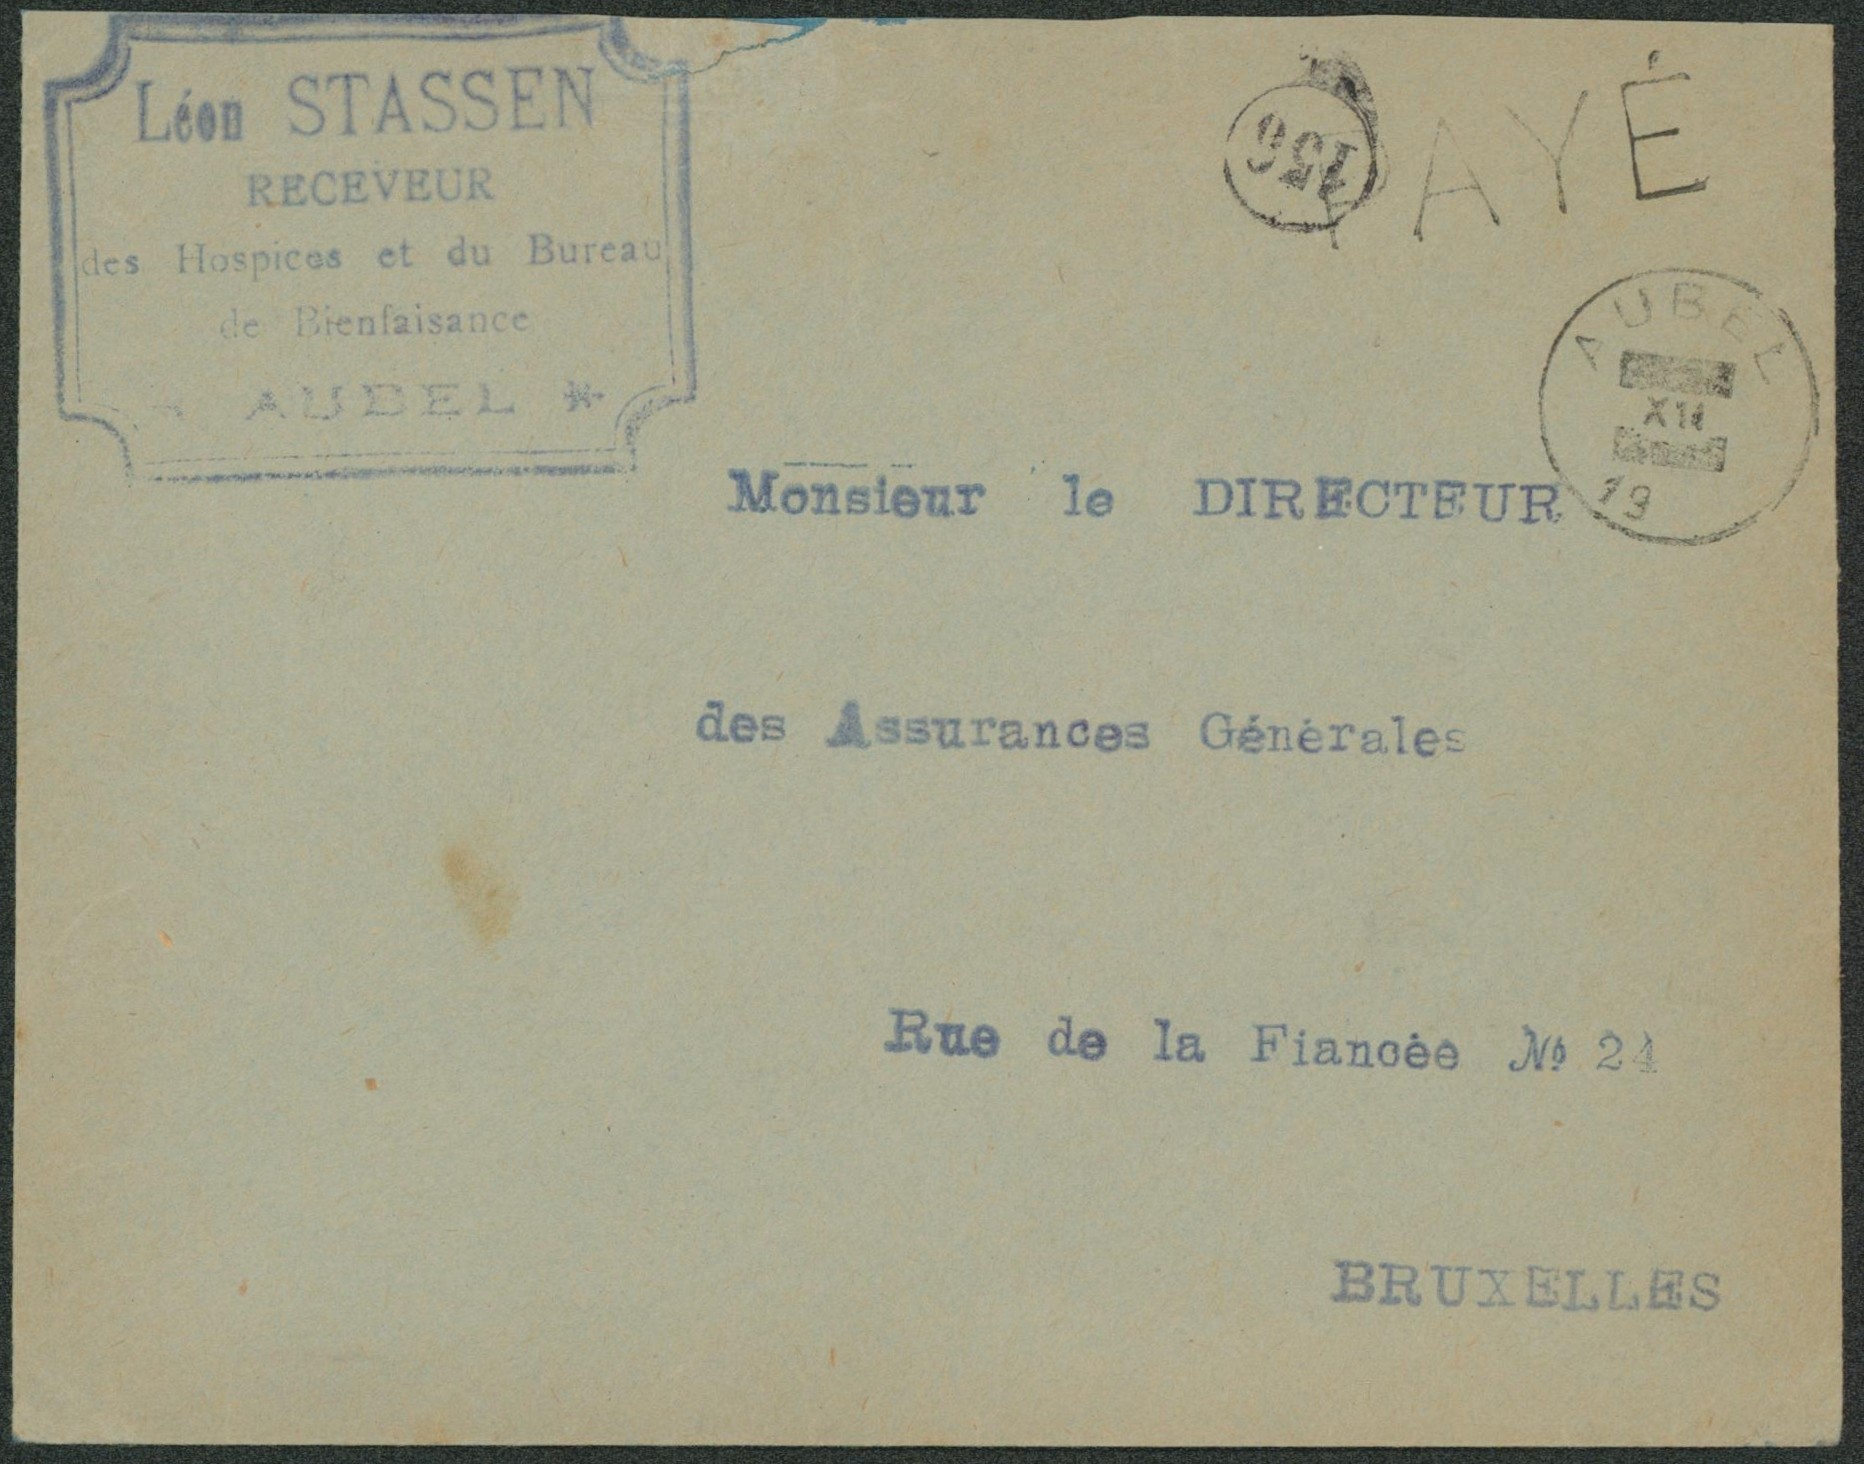 Léon STASSEN
RECEVEUR
des Hospices et du Bureau
de Bienfaisance
* AUBEL *
156
PAYÉ
AUBEL
XII
19
Monsieur le DIRECTEUR
des Assurances Générales
Rue de la Fiancée № 24
BRUXELLES